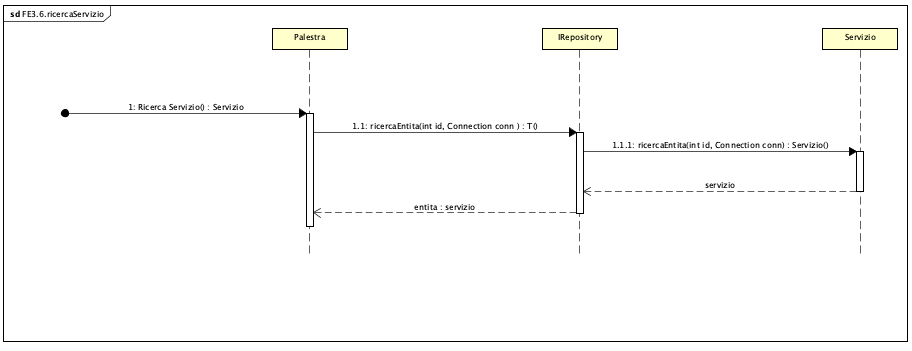 sd FE3.6.ricercaServizio
Palestra
IRepository
Servizio
1: Ricerca Servizio() : Servizio
1.1: ricercaEntita(int id, Connection conn ) : T()
1.1.1: ricercaEntita(int id, Connection conn) : Servizio()
servizio
entita : servizio